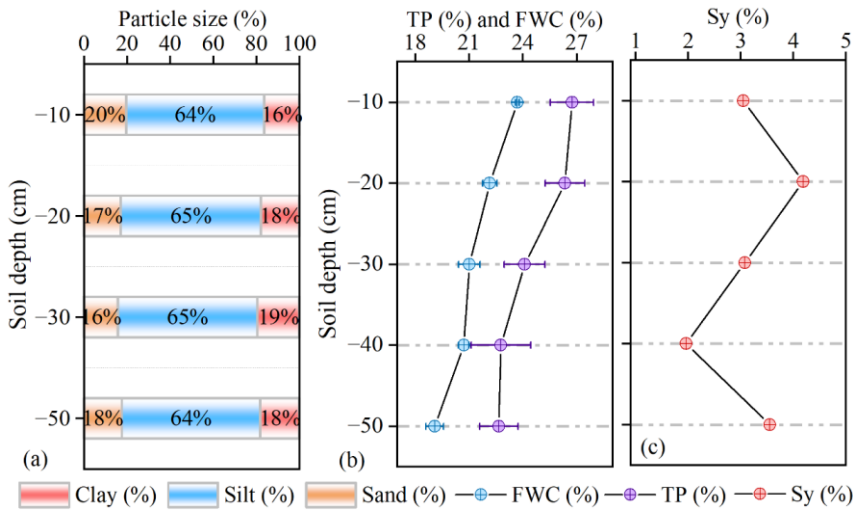 Particle size (%)
0 20 40 60 80 100
Soil depth (cm)
−10
−20
−30
−50
20% 64% 16%
17% 65% 18%
16% 65% 19%
18% 64% 18%
(a)
TP (%) and FWC (%)
18 21 24 27
Soil depth (cm)
−10
−20
−30
−40
−50
(b)
Sy (%)
1 2 3 4 5
(c)
Clay (%) Silt (%) Sand (%) FWC (%) TP (%) Sy (%)